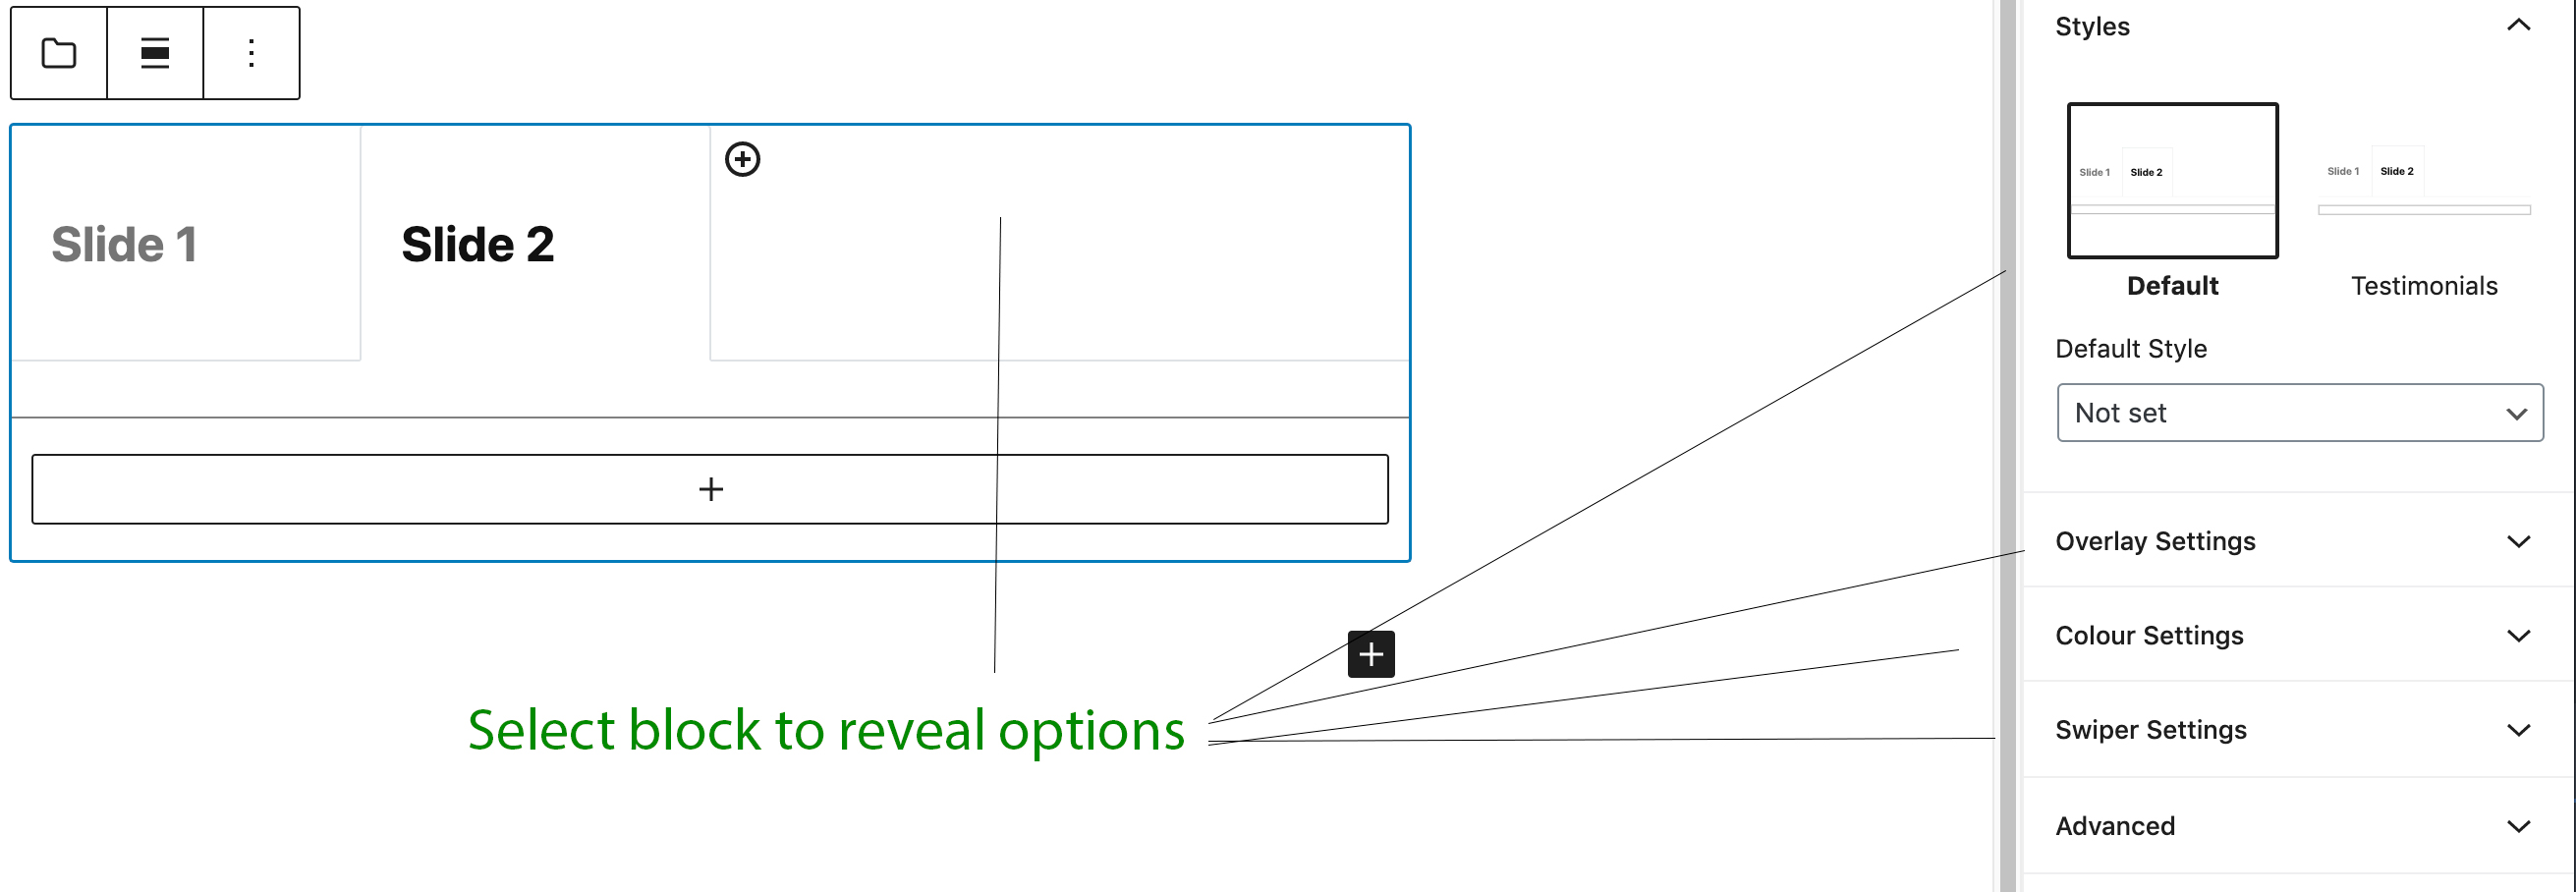 Slide 1
Slide 2
Select block to reveal options
Styles
Slide 1 Slide 2
Slide 1 Slide 2
Default
Testimonials
Default Style
Not set
Overlay Settings
Colour Settings
Swiper Settings
Advanced